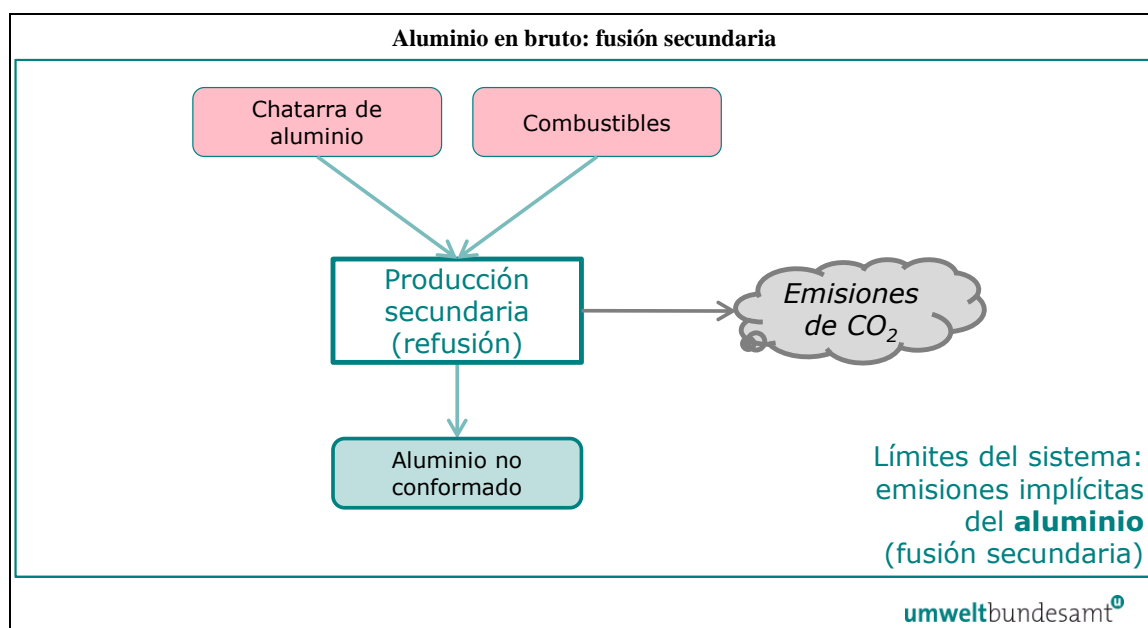 Aluminio en bruto: fusión secundaria
Chatarra de
aluminio
Combustibles
Producción
secundaria
(refusión)
Emisiones
de CO₂
Aluminio no
conformado
Límites del sistema:
emisiones implícitas
del aluminio
(fusión secundaria)
umweltbundesamtᵘ